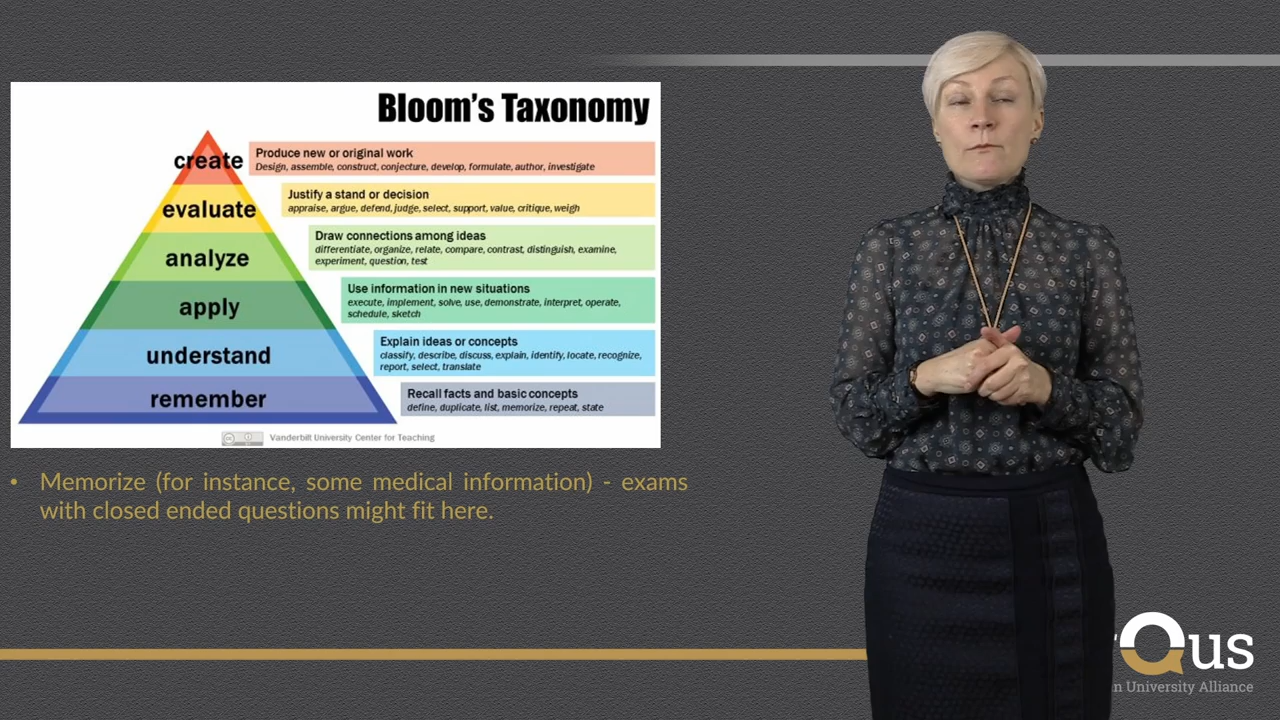 Bloom's Taxonomy
create
Produce new or original work
Design, assemble, construct, conjecture, develop, formulate, author, investigate
evaluate
Justify a stand or decision
appraise, argue, defend, judge, select, support, value, critique, weigh
analyze
Draw connections among ideas
differentiate, organize, relate, compare, contrast, distinguish, examine,
experiment, question, test
apply
Use information in new situations
execute, implement, solve, use, demonstrate, interpret, operate,
schedule, sketch
understand
Explain ideas or concepts
classify, describe, discuss, explain, identify, locate, recognize,
report, select, translate
remember
Recall facts and basic concepts
define, duplicate, list, memorize, repeat, state
Vanderbilt University Center for Teaching
• Memorize (for instance, some medical information) - exams
with closed ended questions might fit here.
Qus
n University Alliance